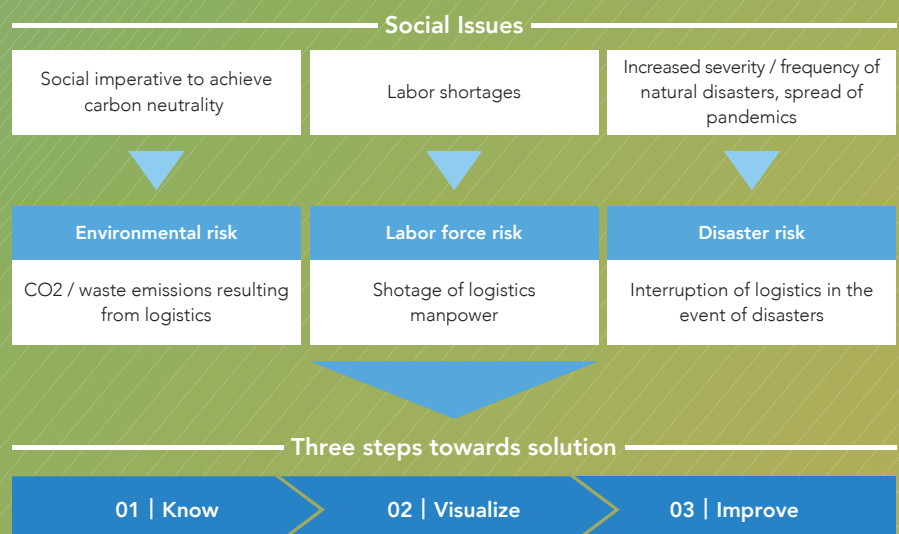 Social Issues
Social imperative to achieve
carbon neutrality
Labor shortages
Increased severity / frequency of
natural disasters, spread of
pandemics
Environmental risk
Labor force risk
Disaster risk
CO2 / waste emissions resulting
from logistics
Shotage of logistics
manpower
Interruption of logistics in the
event of disasters
Three steps towards solution
01 | Know
02 | Visualize
03 | Improve